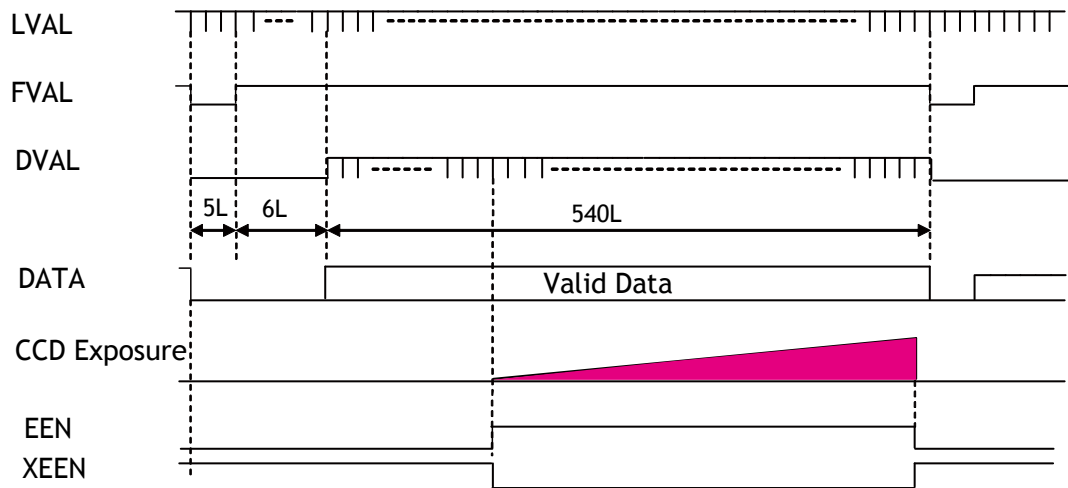 LVAL
FVAL
DVAL
5L 6L 540L
DATA Valid Data
CCD Exposure
EEN
XEEN